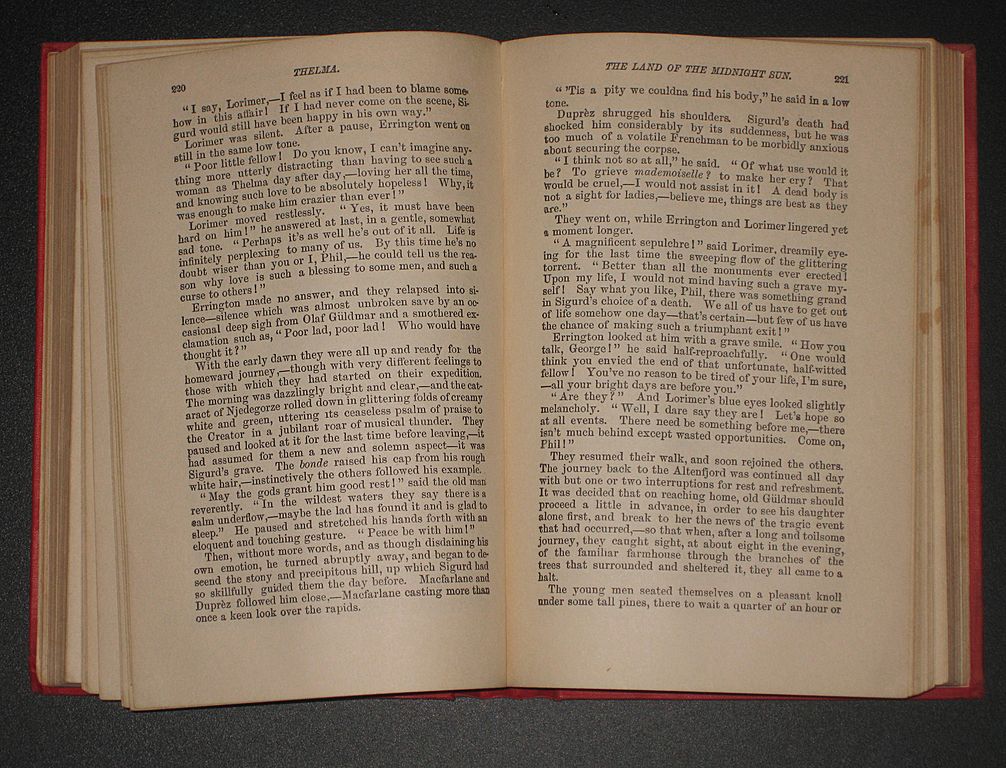 220
THELMA.
“I say, Lorimer,—I feel as if I had been to blame some-
how in this affair! If I had never come on the scene, Si-
gurd would still have been happy in his own way.”
Lorimer was silent. After a pause, Errington went on
still in the same low tone.
“Poor little fellow! Do you know, I can't imagine any-
thing more utterly distracting than having to see such a
woman as Thelma day after day,—loving her all the time,
and knowing such love to be absolutely hopeless! Why, it
was enough to make him crazier than ever!”
Lorimer moved restlessly. “Yes, it must have been
hard on him!” he answered at last, in a gentle, somewhat
sad tone. “Perhaps it's as well he's out of it all. Life is
infinitely perplexing to many of us. By this time he's no
doubt wiser than you or I, Phil,—he could tell us the rea-
son why love is such a blessing to some men, and such a
curse to others!”
Errington made no answer, and they relapsed into si-
lence—silence which was almost unbroken save by an oc-
casional deep sigh from Olaf Güldmar and a smothered ex-
clamation such as, “Poor lad, poor lad! Who would have
thought it?”
With the early dawn they were all up and ready for the
homeward journey,—though with very different feelings to
those with which they had started on their expedition.
The morning was dazzlingly bright and clear,—and the cat-
aract of Njedegorze rolled down in glittering folds of creamy
white and green, uttering its ceaseless psalm of praise to
the Creator in a jubilant roar of musical thunder. They
paused and looked at it for the last time before leaving,—it
had assumed for them a new and solemn aspect—it was
Sigurd's grave. The bonde raised his cap from his rough
white hair,—instinctively the others followed his example.
“May the gods grant him good rest!” said the old man
reverently. “In the wildest waters they say there is a
calm underflow,—maybe the lad has found it and is glad to
sleep.” He paused and stretched his hands forth with an
eloquent and touching gesture. “Peace be with him!”
Then, without more words, and as though disdaining his
own emotion, he turned abruptly away, and began to de-
scend the stony and precipitous hill, up which Sigurd had
so skillfully guided them the day before. Macfarlane and
Duprèz followed him close,—Macfarlane casting more than
once a keen look over the rapids.
THE LAND OF THE MIDNIGHT SUN.
221
“'Tis a pity we couldna find his body,” he said in a low
tone.
Duprèz shrugged his shoulders. Sigurd's death had
shocked him considerably by its suddenness, but he was
too much of a volatile Frenchman to be morbidly anxious
about securing the corpse.
“I think not so at all,” he said. “Of what use would it
be? To grieve mademoiselle? to make her cry? That
would be cruel,—I would not assist in it! A dead body is
not a sight for ladies,—believe me, things are best as they
are.”
They went on, while Errington and Lorimer lingered yet
a moment longer.
“A magnificent sepulchre!” said Lorimer, dreamily eye-
ing for the last time the sweeping flow of the glittering
torrent. “Better than all the monuments ever erected!
Upon my life, I would not mind having such a grave my-
self! Say what you like, Phil, there was something grand
in Sigurd's choice of a death. We all of us have to get out
of life somehow one day—that's certain—but few of us have
the chance of making such a triumphant exit!”
Errington looked at him with a grave smile. “How you
talk, George!” he said half-reproachfully. “One would
think you envied the end of that unfortunate, half-witted
fellow! You've no reason to be tired of your life, I'm sure,
—all your bright days are before you.”
“Are they?” And Lorimer's blue eyes looked slightly
melancholy. “Well, I dare say they are! Let's hope so
at all events. There need be something before me,—there
isn't much behind except wasted opportunities. Come on,
Phil!”
They resumed their walk, and soon rejoined the others.
The journey back to the Altenfjord was continued all day
with but one or two interruptions for rest and refreshment.
It was decided that on reaching home, old Güldmar should
proceed a little in advance, in order to see his daughter
alone first, and break to her the news of the tragic event
that had occurred,—so that when, after a long and toilsome
journey, they caught sight, at about eight in the evening,
of the familiar farmhouse through the branches of the
trees that surrounded and sheltered it, they all came to a
halt.
The young men seated themselves on a pleasant knoll
under some tall pines, there to wait a quarter of an hour or